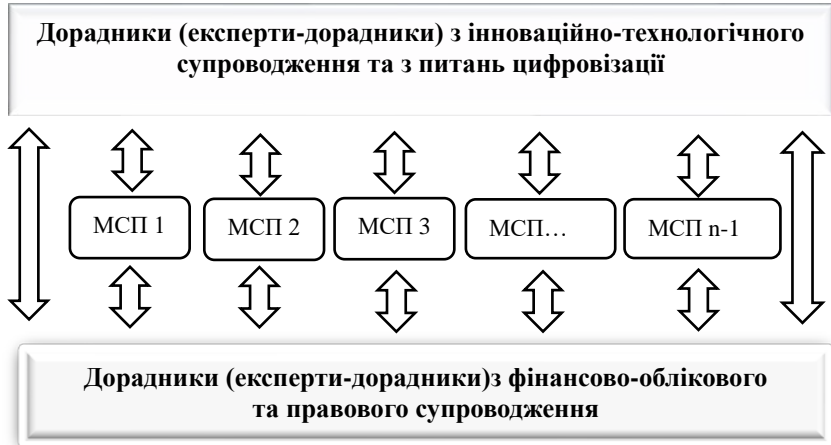 Дорадники (експерти-дорадники) з інноваційно-технологічного
супроводження та з питань цифровізації
МСП 1
МСП 2
МСП 3
МСП…
МСП n-1
Дорадники (експерти-дорадники)з фінансово-облікового
та правового супроводження